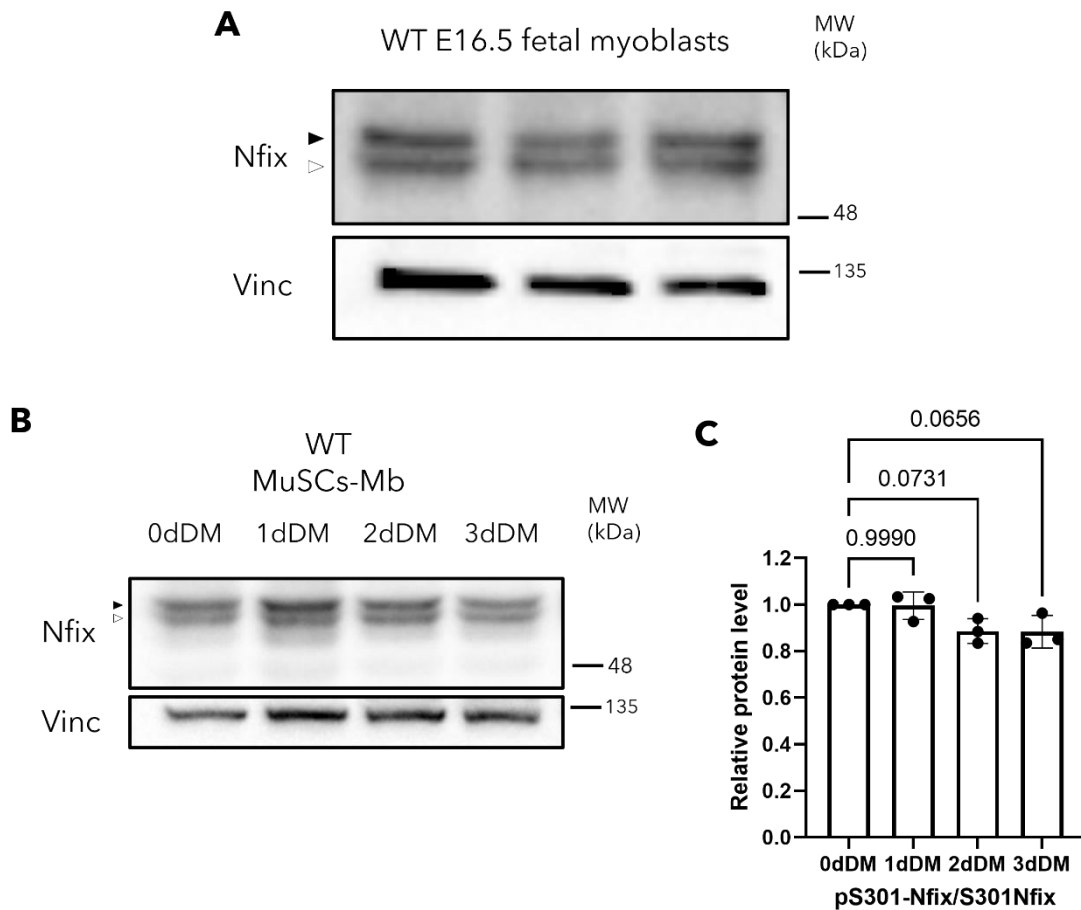 A
WT E16.5 fetal myoblasts
MW
(kDa)
Nfix
48
Vinc
135
B
WT
MuSCs-Mb
0dDM 1dDM 2dDM 3dDM
MW
(kDa)
Nfix
48
Vinc
135
C
0.0656
0.0731
0.9990
1.2
1.0
0.8
0.6
0.4
0.2
0.0
Relative protein level
0dDM 1dDM 2dDM 3dDM
pS301-Nfix/S301Nfix